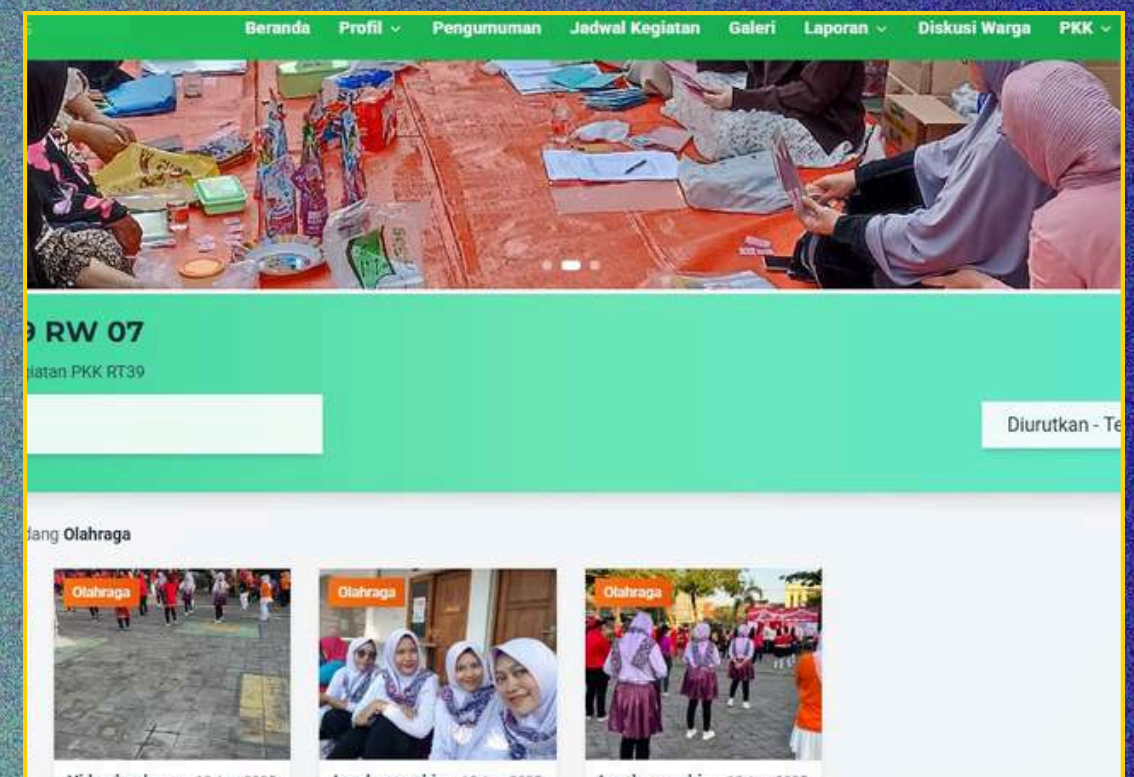 Beranda Profil Pengumuman Jadwal Kegiatan Galeri Laporan Diskusi Warga PKK
RW 07
PKK RT39
Diurutkan -
Olahraga
Olahraga Olahraga Olahraga